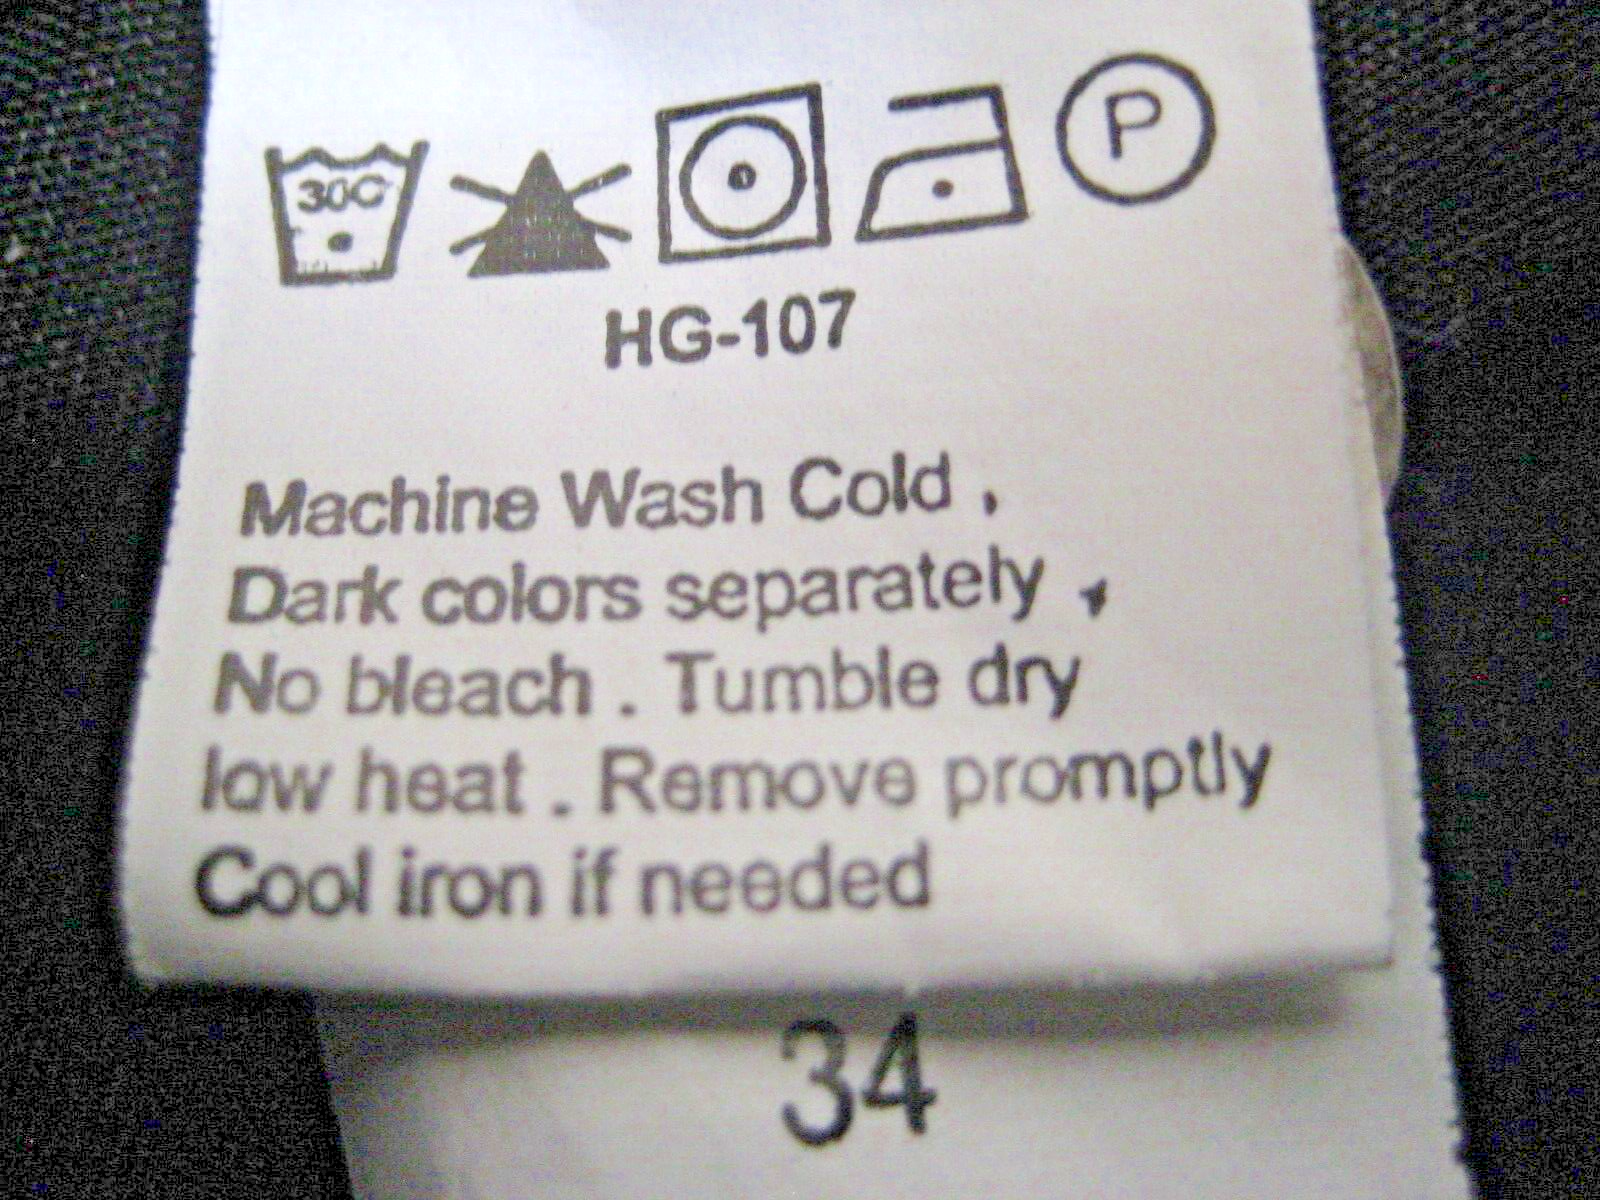 30C
P
HG-107
Machine Wash Cold ,
Dark colors separately ,
No bleach . Tumble dry
low heat . Remove promptly
Cool iron if needed
34